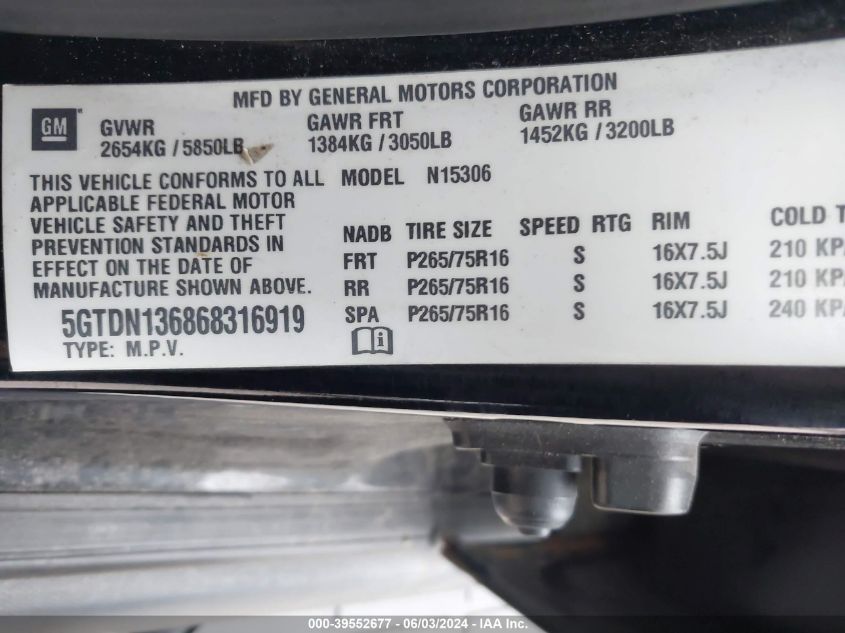 MFD BY GENERAL MOTORS CORPORATION
GM
GVWR GAWR FRT GAWR RR
2654KG / 5850LB 1384KG / 3050LB 1452KG / 3200LB
THIS VEHICLE CONFORMS TO ALL
APPLICABLE FEDERAL MOTOR
VEHICLE SAFETY AND THEFT
PREVENTION STANDARDS IN
EFFECT ON THE DATE OF
MANUFACTURE SHOWN ABOVE.
5GTDN136868316919
TYPE: M.P.V.
MODEL N15306
NADB TIRE SIZE SPEED RTG RIM COLD
FRT P265/75R16 S 16X7.5J 210
RR P265/75R16 S 16X7.5J 210
SPA P265/75R16 S 16X7.5J 240
000-39552677 - 06/03/2024 - IAA Inc.